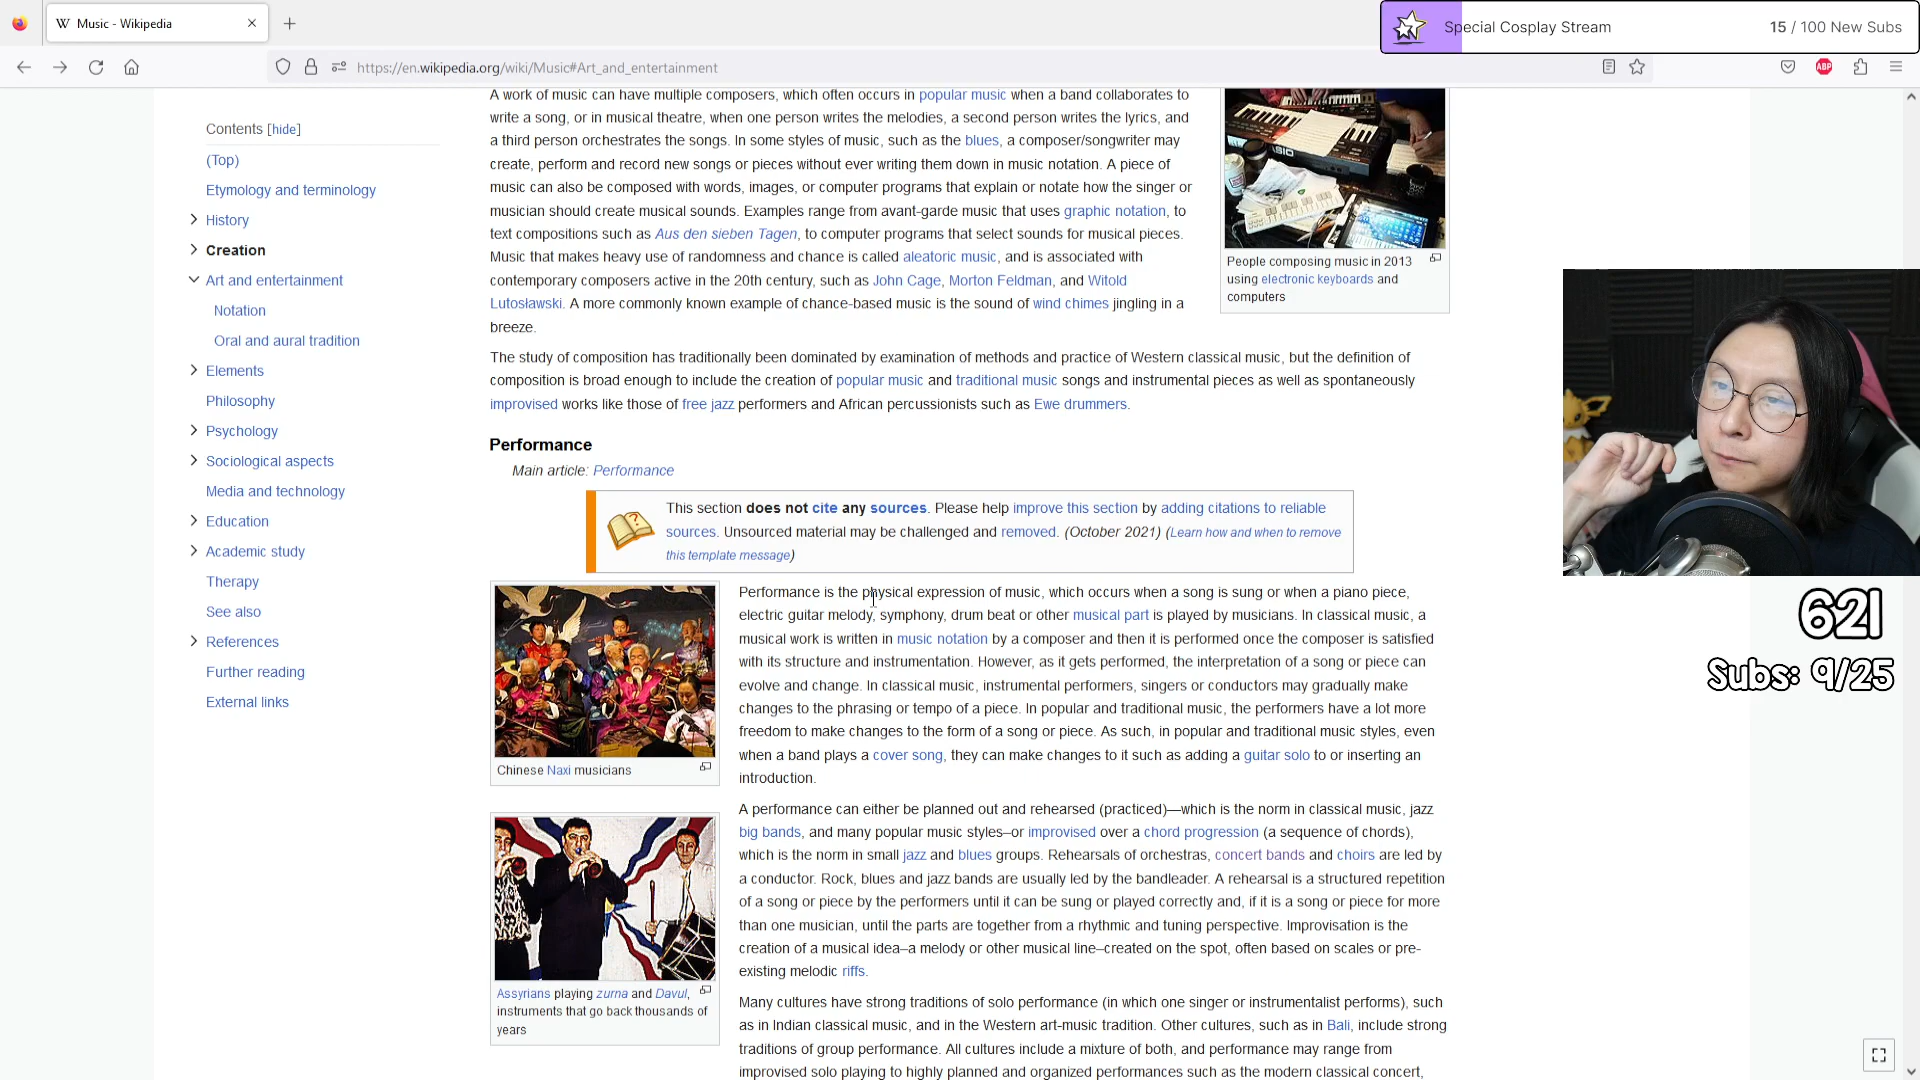 Music - Wikipedia
Special Cosplay Stream
15 / 100 New Subs
https://en.wikipedia.org/wiki/Music#Art_and_entertainment
ABP
Contents [hide]
(Top)
Etymology and terminology
History
Creation
Art and entertainment
Notation
Oral and aural tradition
Elements
Philosophy
Psychology
Sociological aspects
Media and technology
Education
Academic study
Therapy
See also
References
Further reading
External links
A work of music can have multiple composers, which often occurs in popular music when a band collaborates to
write a song, or in musical theatre, when one person writes the melodies, a second person writes the lyrics, and
a third person orchestrates the songs. In some styles of music, such as the blues, a composer/songwriter may
create, perform and record new songs or pieces without ever writing them down in music notation. A piece of
music can also be composed with words, images, or computer programs that explain or notate how the singer or
musician should create musical sounds. Examples range from avant-garde music that uses graphic notation, to
text compositions such as Aus den sieben Tagen, to computer programs that select sounds for musical pieces.
Music that makes heavy use of randomness and chance is called aleatoric music, and is associated with
contemporary composers active in the 20th century, such as John Cage, Morton Feldman, and Witold
Lutosławski. A more commonly known example of chance-based music is the sound of wind chimes jingling in a
breeze.
People composing music in 2013
using electronic keyboards and
computers
The study of composition has traditionally been dominated by examination of methods and practice of Western classical music, but the definition of
composition is broad enough to include the creation of popular music and traditional music songs and instrumental pieces as well as spontaneously
improvised works like those of free jazz performers and African percussionists such as Ewe drummers.
Performance
Main article: Performance
This section does not cite any sources. Please help improve this section by adding citations to reliable
sources. Unsourced material may be challenged and removed. (October 2021) (Learn how and when to remove
this template message)
Chinese Naxi musicians
Performance is the physical expression of music, which occurs when a song is sung or when a piano piece,
electric guitar melody, symphony, drum beat or other musical part is played by musicians. In classical music, a
musical work is written in music notation by a composer and then it is performed once the composer is satisfied
with its structure and instrumentation. However, as it gets performed, the interpretation of a song or piece can
evolve and change. In classical music, instrumental performers, singers or conductors may gradually make
changes to the phrasing or tempo of a piece. In popular and traditional music, the performers have a lot more
freedom to make changes to the form of a song or piece. As such, in popular and traditional music styles, even
when a band plays a cover song, they can make changes to it such as adding a guitar solo to or inserting an
introduction.
Assyrians playing zurna and Davul,
instruments that go back thousands of
years
A performance can either be planned out and rehearsed (practiced)—which is the norm in classical music, jazz
big bands, and many popular music styles–or improvised over a chord progression (a sequence of chords),
which is the norm in small jazz and blues groups. Rehearsals of orchestras, concert bands and choirs are led by
a conductor. Rock, blues and jazz bands are usually led by the bandleader. A rehearsal is a structured repetition
of a song or piece by the performers until it can be sung or played correctly and, if it is a song or piece for more
than one musician, until the parts are together from a rhythmic and tuning perspective. Improvisation is the
creation of a musical idea–a melody or other musical line–created on the spot, often based on scales or pre-
existing melodic riffs.
Many cultures have strong traditions of solo performance (in which one singer or instrumentalist performs), such
as in Indian classical music, and in the Western art-music tradition. Other cultures, such as in Bali, include strong
traditions of group performance. All cultures include a mixture of both, and performance may range from
improvised solo playing to highly planned and organized performances such as the modern classical concert,
621
Subs: 9/25